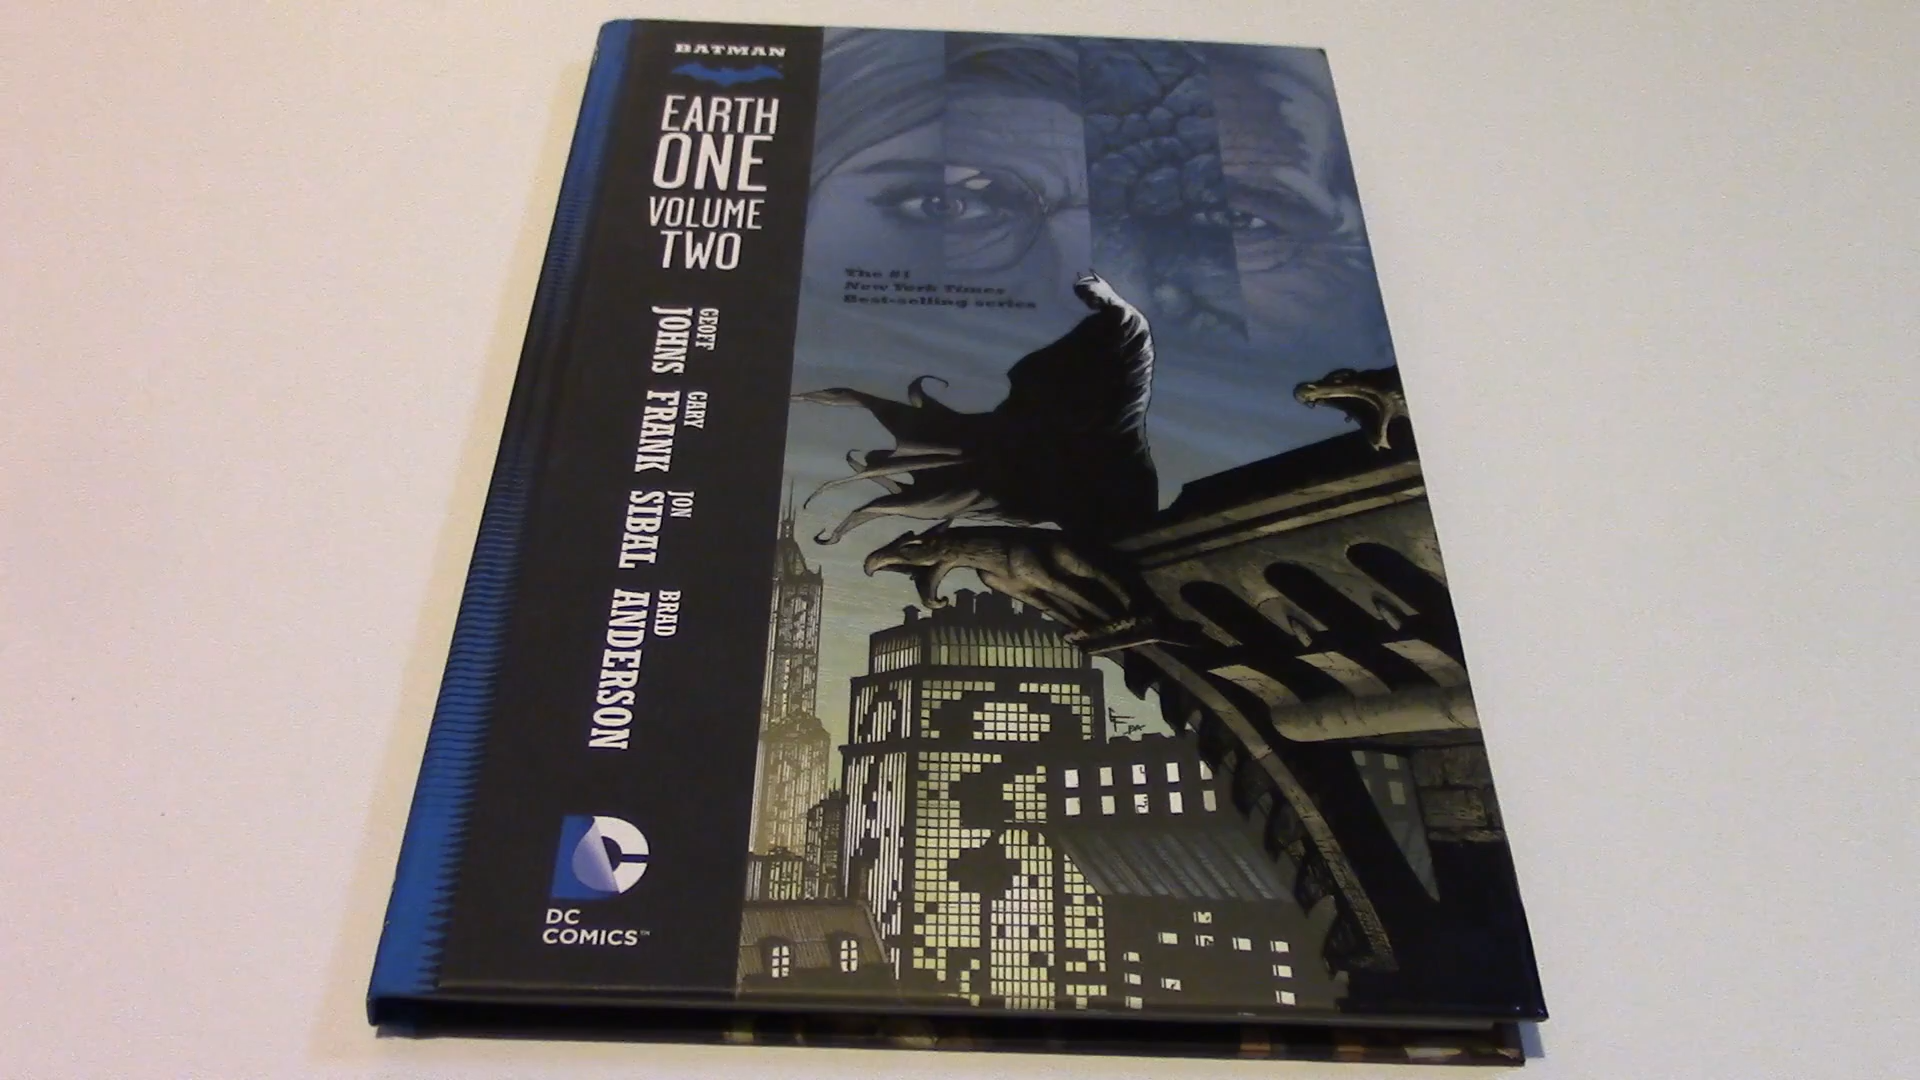 BATMAN
EARTH
ONE
VOLUME
TWO
GEOFF
JOHNS
GARY
FRANK
JON
SIBAL
BRAD
ANDERSON
The #1
New York Times
Best-selling series
DC
COMICS™